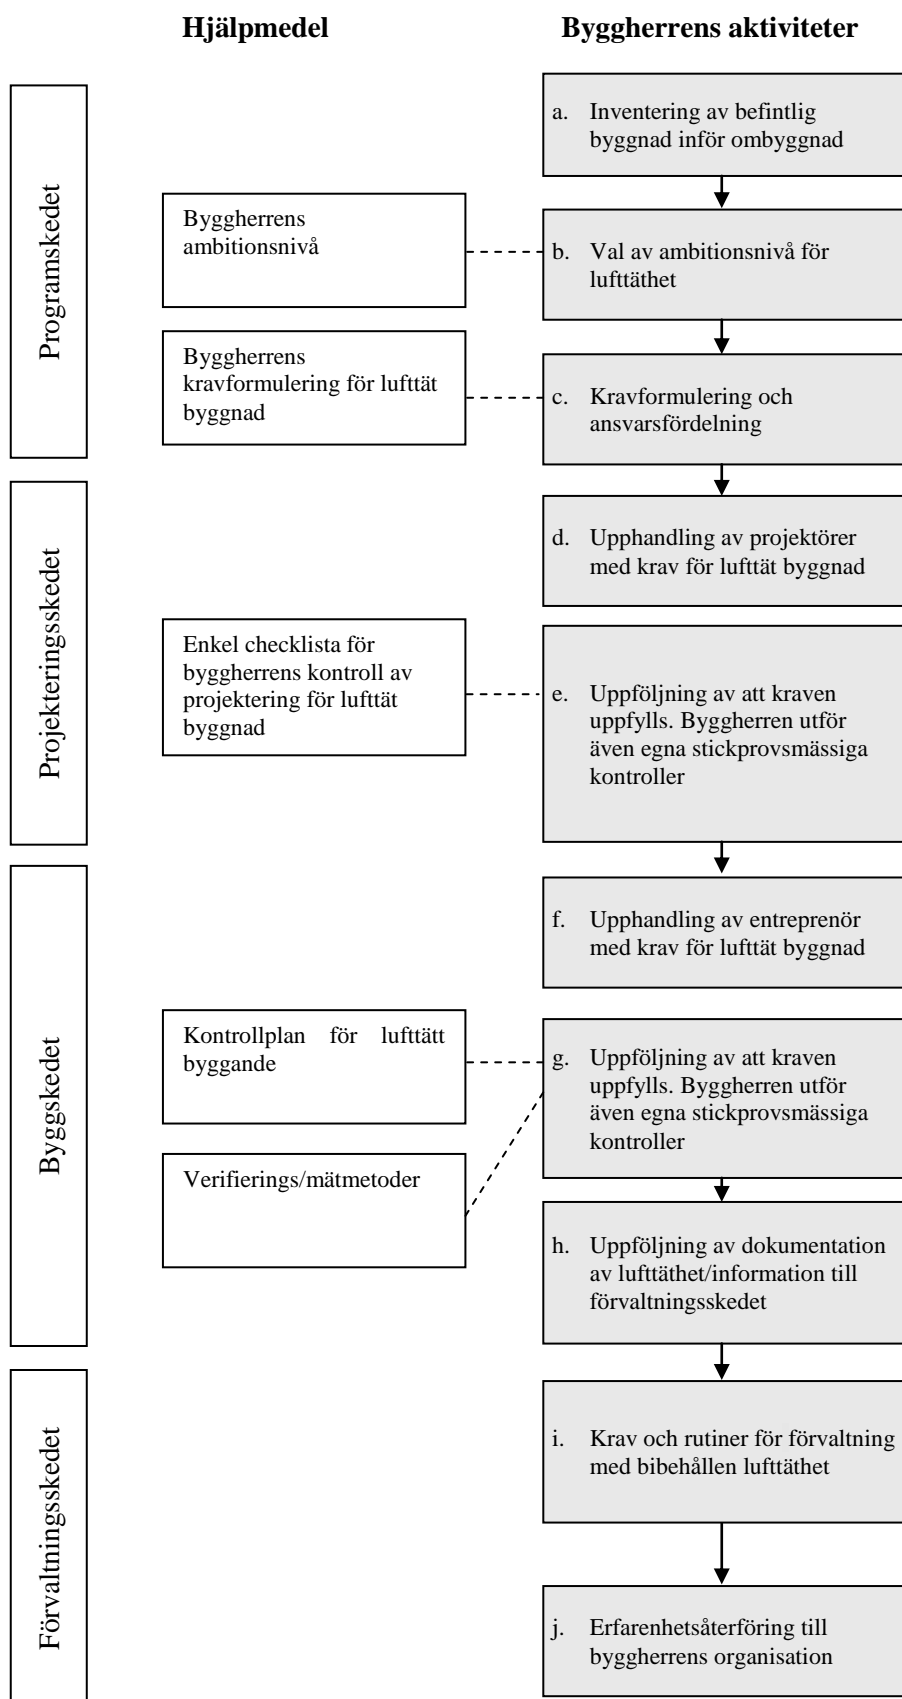 Hjälpmedel
Byggherrens aktiviteter
Programskedet
a. Inventering av befintlig
byggnad inför ombyggnad
Byggherrens
ambitionsnivå
b. Val av ambitionsnivå för
lufttäthet
Byggherrens
kravformulering för lufttät
byggnad
c. Kravformulering och
ansvarsfördelning
Projekteringsskedet
d. Upphandling av projektörer
med krav för lufttät byggnad
Enkel checklista för
byggherrens kontroll av
projektering för lufttät
byggnad
e. Uppföljning av att kraven
uppfylls. Byggherren utför
även egna stickprovsmässiga
kontroller
Byggskedet
f. Upphandling av entreprenör
med krav för lufttät byggnad
Kontrollplan för lufttätt
byggande
g. Uppföljning av att kraven
uppfylls. Byggherren utför
även egna stickprovsmässiga
kontroller
Verifierings/mätmetoder
h. Uppföljning av dokumentation
av lufttäthet/information till
förvaltningsskedet
Förvaltningsskedet
i. Krav och rutiner för förvaltning
med bibehållen lufttäthet
j. Erfarenhetsåterföring till
byggherrens organisation